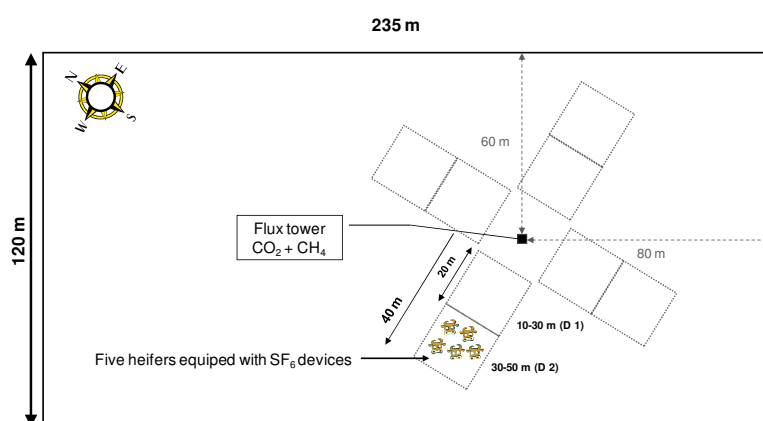 235 m
N
E
W
S
60 m
120 m
Flux tower
CO₂ + CH₄
80 m
20 m
40 m
10-30 m (D 1)
Five heifers equiped with SF₆ devices
30-50 m (D 2)